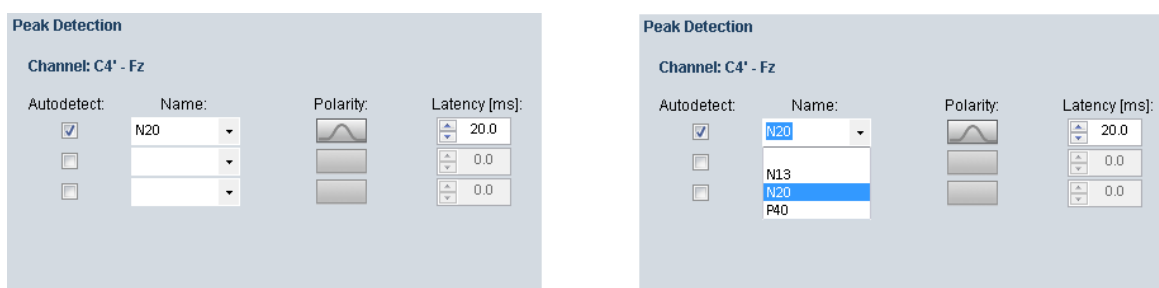 Peak Detection
Channel: C4' - Fz
Autodetect: Name: Polarity: Latency [ms]:
N20 20.0
0.0
0.0
Peak Detection
Channel: C4' - Fz
Autodetect: Name: Polarity: Latency [ms]:
N20 20.0
0.0
N13
N20 0.0
P40